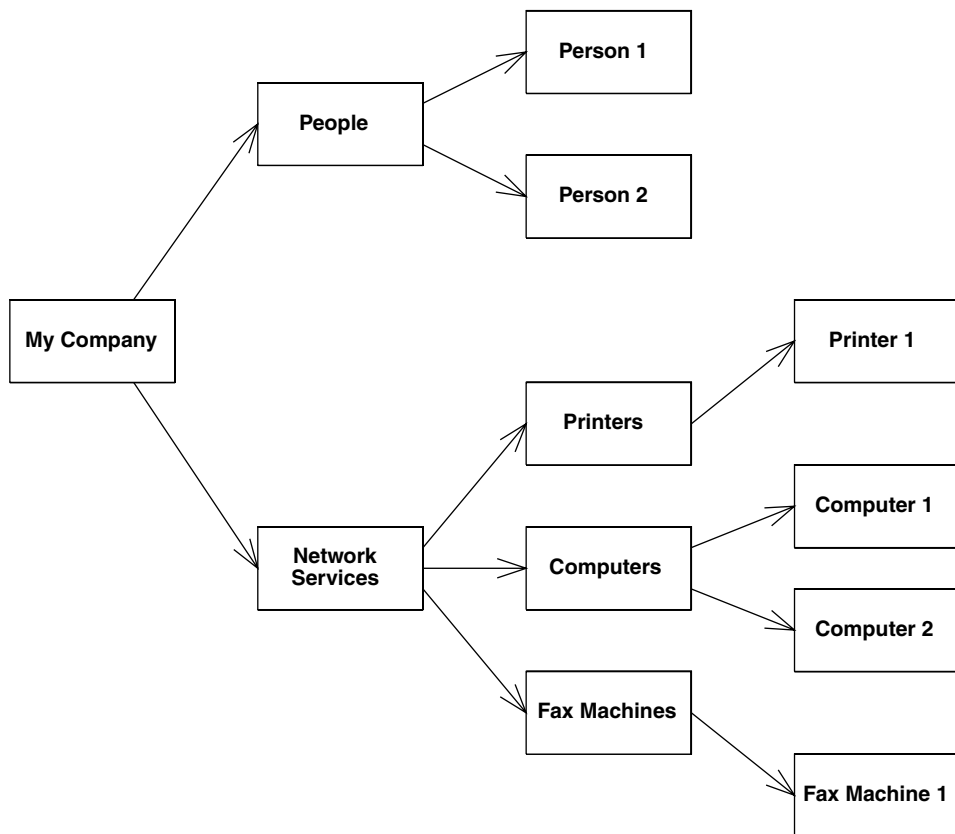 Person 1
People
Person 2
My Company
Printer 1
Printers
Computer 1
Network
Services
Computers
Computer 2
Fax Machines
Fax Machine 1